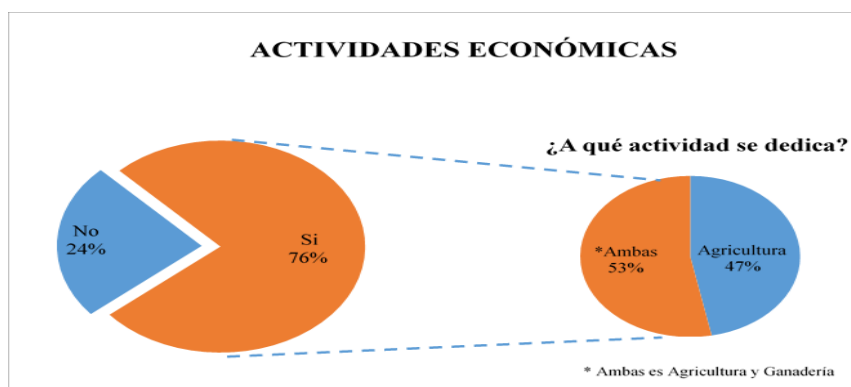 ACTIVIDADES ECONÓMICAS
¿A qué actividad se dedica?
No
24%
Si
76%
*Ambas
53%
Agricultura
47%
* Ambas es Agricultura y Ganadería